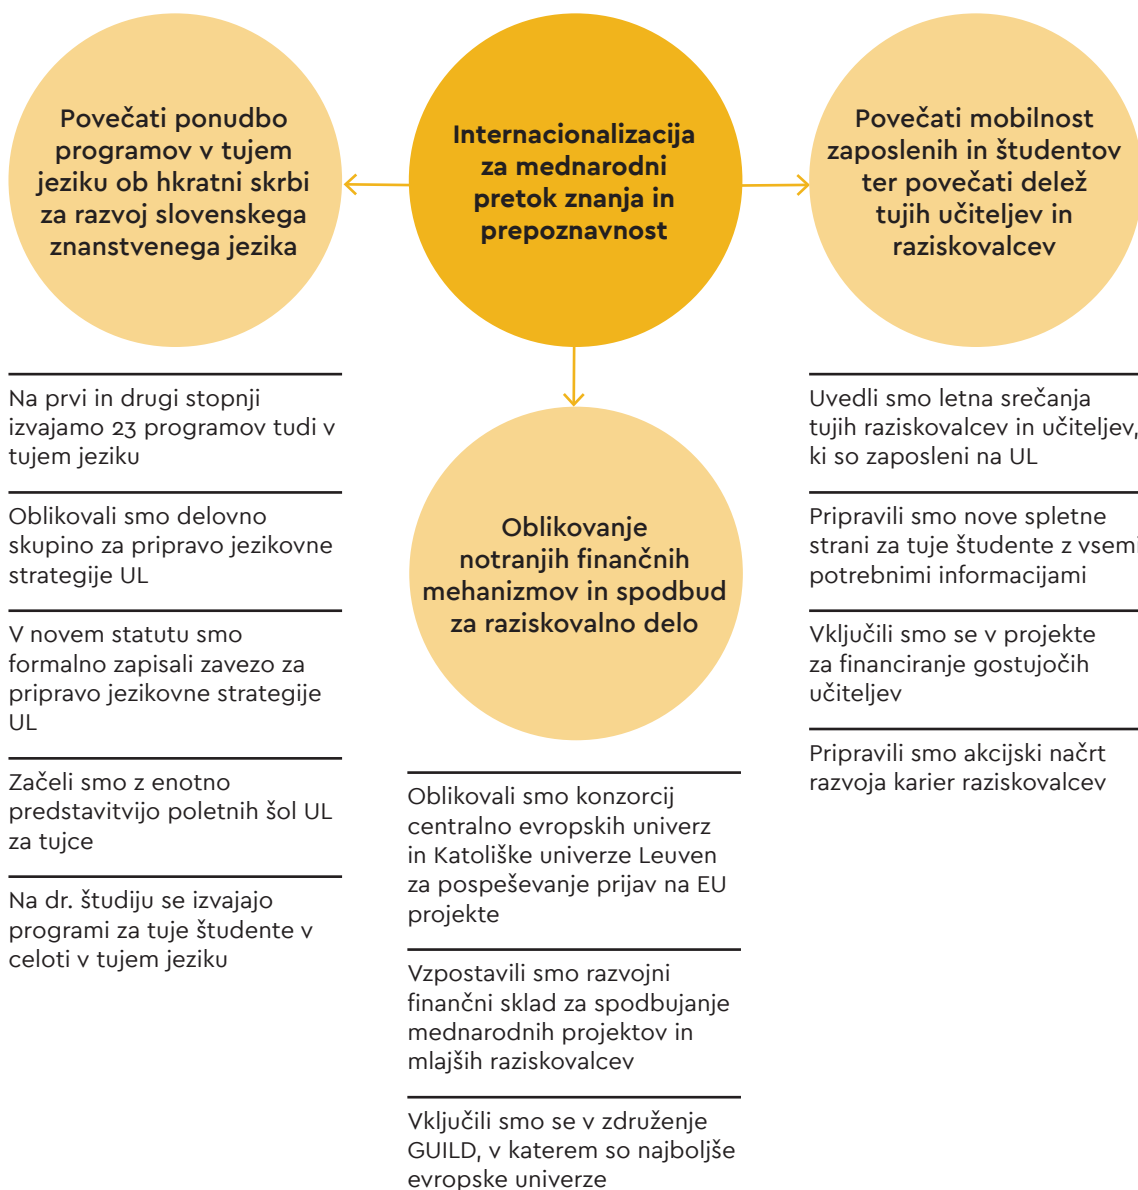 Povečati ponudbo
programov v tujem
jeziku ob hkratni skrbi
za razvoj slovenskega
znanstvenega jezika
Internacionalizacija
za mednarodni
pretok znanja in
prepoznavnost
Povečati mobilnost
zaposlenih in študentov
ter povečati delež
tujih učiteljev in
raziskovalcev
Na prvi in drugi stopnji
izvajamo 23 programov tudi v
tujem jeziku
Oblikovali smo delovno
skupino za pripravo jezikovne
strategije UL
V novem statutu smo
formalno zapisali zavezo za
pripravo jezikovne strategije
UL
Začeli smo z enotno
predstavitvijo poletnih šol UL
za tujce
Na dr. študiju se izvajajo
programi za tuje študente v
celoti v tujem jeziku
Oblikovanje
notranjih finančnih
mehanizmov in spodbud
za raziskovalno delo
Oblikovali smo konzorcij
centralno evropskih univerz
in Katoliške univerze Leuven
za pospeševanje prijav na EU
projekte
Vzpostavili smo razvojni
finančni sklad za spodbujanje
mednarodnih projektov in
mlajših raziskovalcev
Vključili smo se v združenje
GUILD, v katerem so najboljše
evropske univerze
Uvedli smo letna srečanja
tujih raziskovalcev in učiteljev,
ki so zaposleni na UL
Pripravili smo nove spletne
strani za tuje študente z vsemi
potrebnimi informacijami
Vključili smo se v projekte
za financiranje gostujočih
učiteljev
Pripravili smo akcijski načrt
razvoja karier raziskovalcev